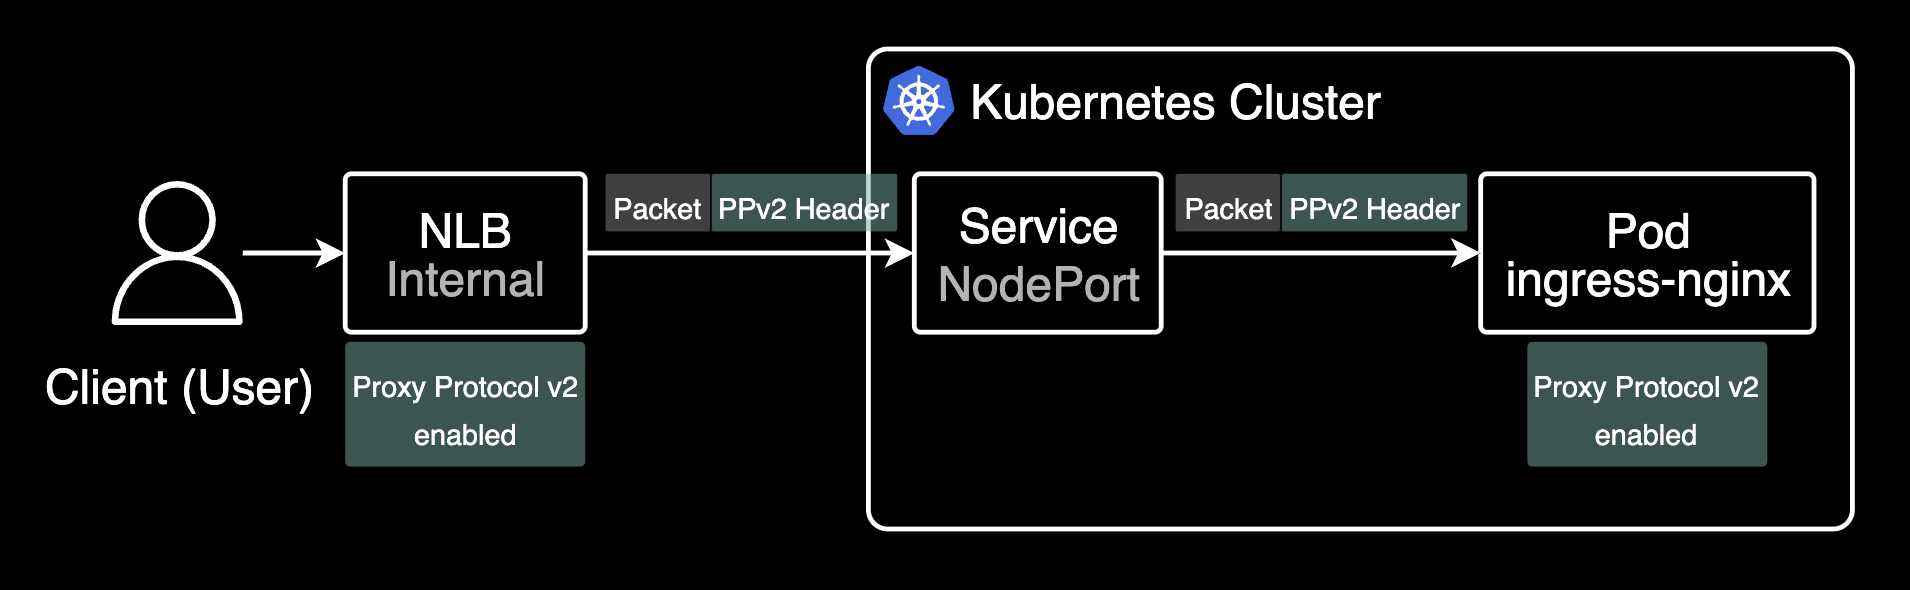 Kubernetes Cluster
Client (User)
NLB
Internal
Proxy Protocol v2
enabled
Packet
PPv2 Header
Service
NodePort
Packet
PPv2 Header
Pod
ingress-nginx
Proxy Protocol v2
enabled